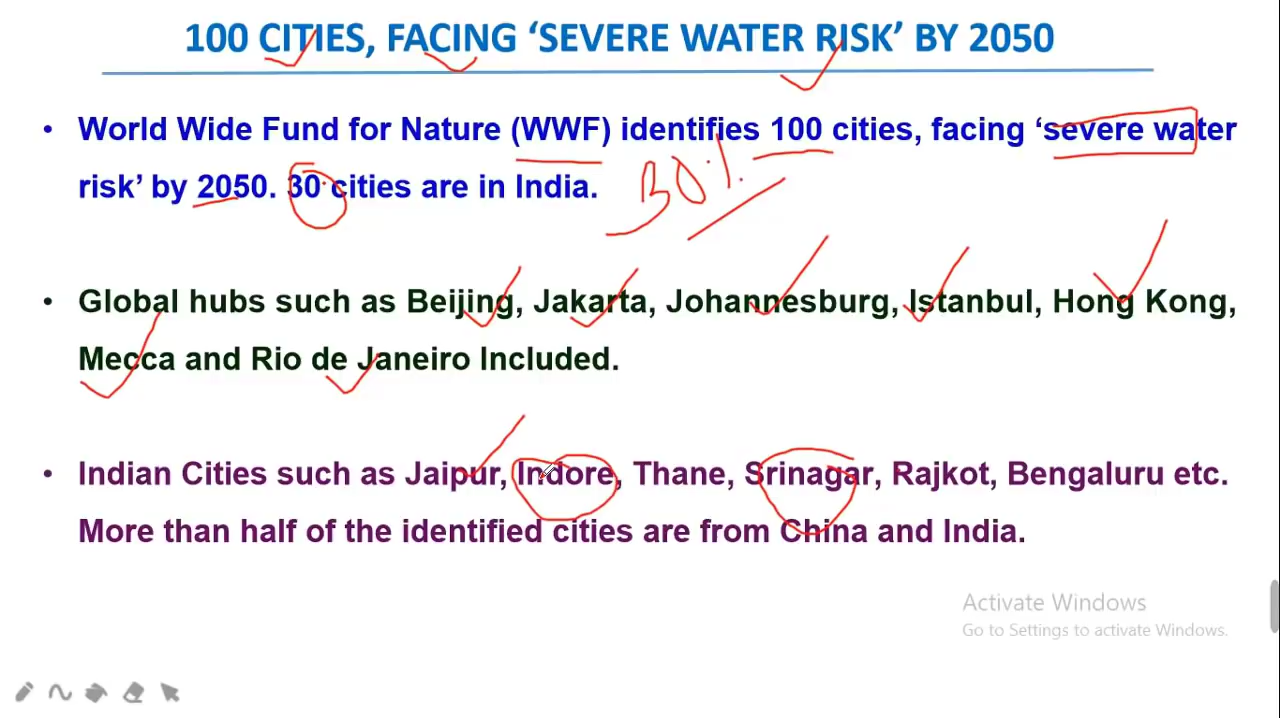 100 CITIES, FACING ‘SEVERE WATER RISK’ BY 2050
• World Wide Fund for Nature (WWF) identifies 100 cities, facing ‘severe water
risk’ by 2050. 30 cities are in India.
30%.
• Global hubs such as Beijing, Jakarta, Johannesburg, Istanbul, Hong Kong,
Mecca and Rio de Janeiro Included.
• Indian Cities such as Jaipur, Indore, Thane, Srinagar, Rajkot, Bengaluru etc.
More than half of the identified cities are from China and India.
Activate Windows
Go to Settings to activate Windows.